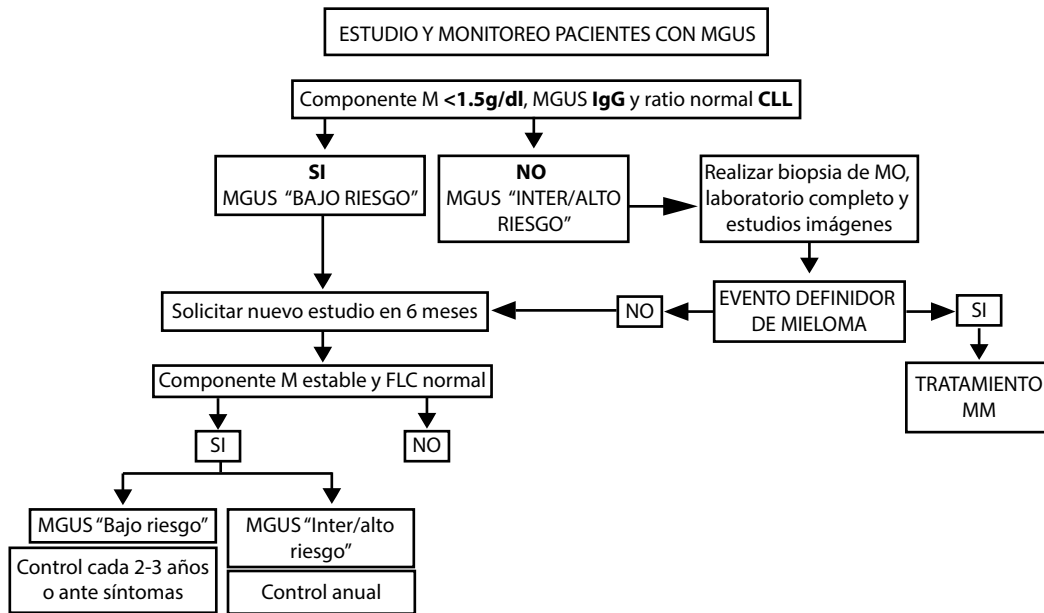 ESTUDIO Y MONITOREO PACIENTES CON MGUS
Componente M <1.5g/dl, MGUS IgG y ratio normal CLL
SI
MGUS “BAJO RIESGO”
NO
MGUS “INTER/ALTO
RIESGO”
Realizar biopsia de MO,
laboratorio completo y
estudios imágenes
Solicitar nuevo estudio en 6 meses
NO
EVENTO DEFINIDOR
DE MIELOMA
SI
TRATAMIENTO
MM
Componente M estable y FLC normal
SI
NO
MGUS “Bajo riesgo”
Control cada 2-3 años
o ante síntomas
MGUS “Inter/alto
riesgo”
Control anual